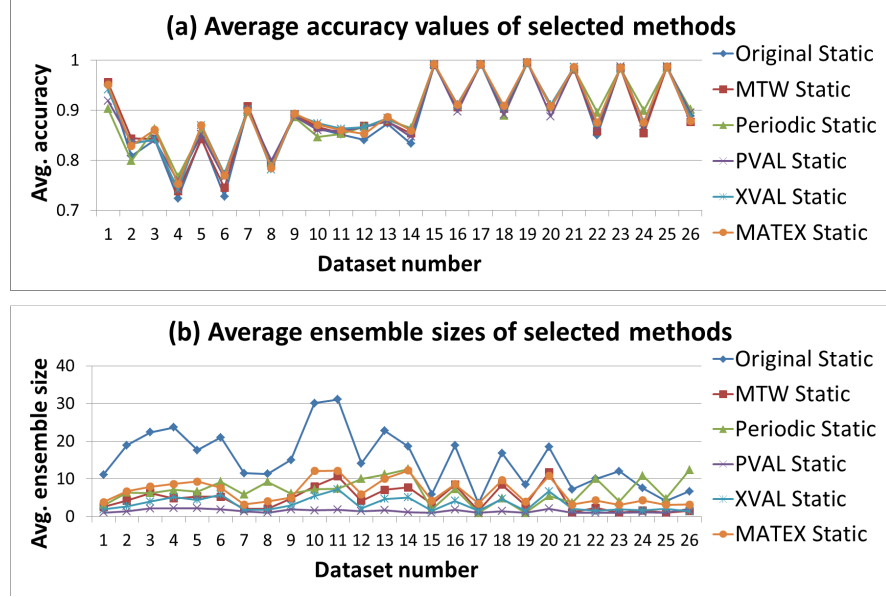 (a) Average accuracy values of selected methods
Avg. accuracy
1
0.9
0.8
0.7
1 2 3 4 5 6 7 8 9 10 11 12 13 14 15 16 17 18 19 20 21 22 23 24 25 26
Dataset number
Original Static
MTW Static
Periodic Static
PVAL Static
XVAL Static
MATEX Static
(b) Average ensemble sizes of selected methods
Avg. ensemble size
40
30
20
10
0
1 2 3 4 5 6 7 8 9 10 11 12 13 14 15 16 17 18 19 20 21 22 23 24 25 26
Dataset number
Original Static
MTW Static
Periodic Static
PVAL Static
XVAL Static
MATEX Static